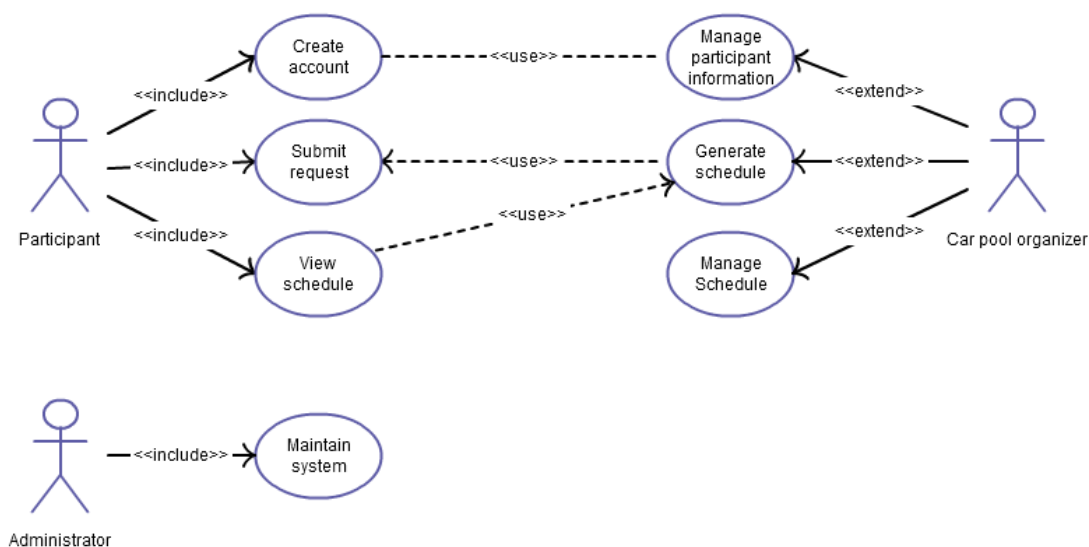 Create
account
<<use>>
Manage
participant
information
<<include>>
<<extend>>
<<include>>
Submit
request
<<use>>
Generate
schedule
<<extend>>
<<use>>
Participant
<<include>>
<<extend>>
Car pool organizer
View
schedule
Manage
Schedule
<<include>>
Maintain
system
Administrator